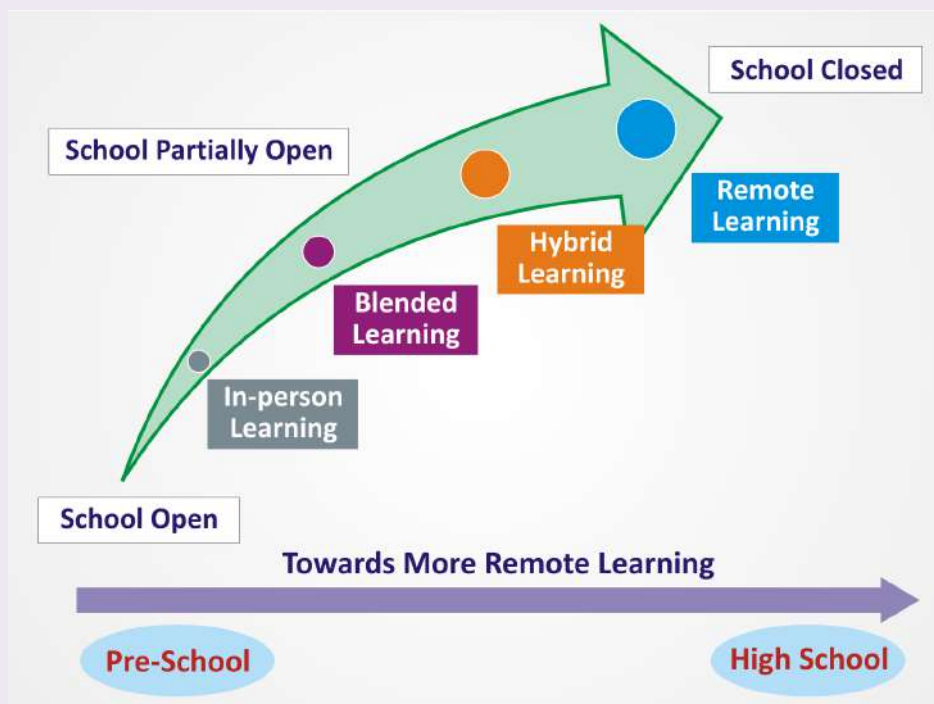 School Closed
School Partially Open
Remote
Learning
Hybrid
Learning
Blended
Learning
In-person
Learning
School Open
Towards More Remote Learning
Pre-School
High School